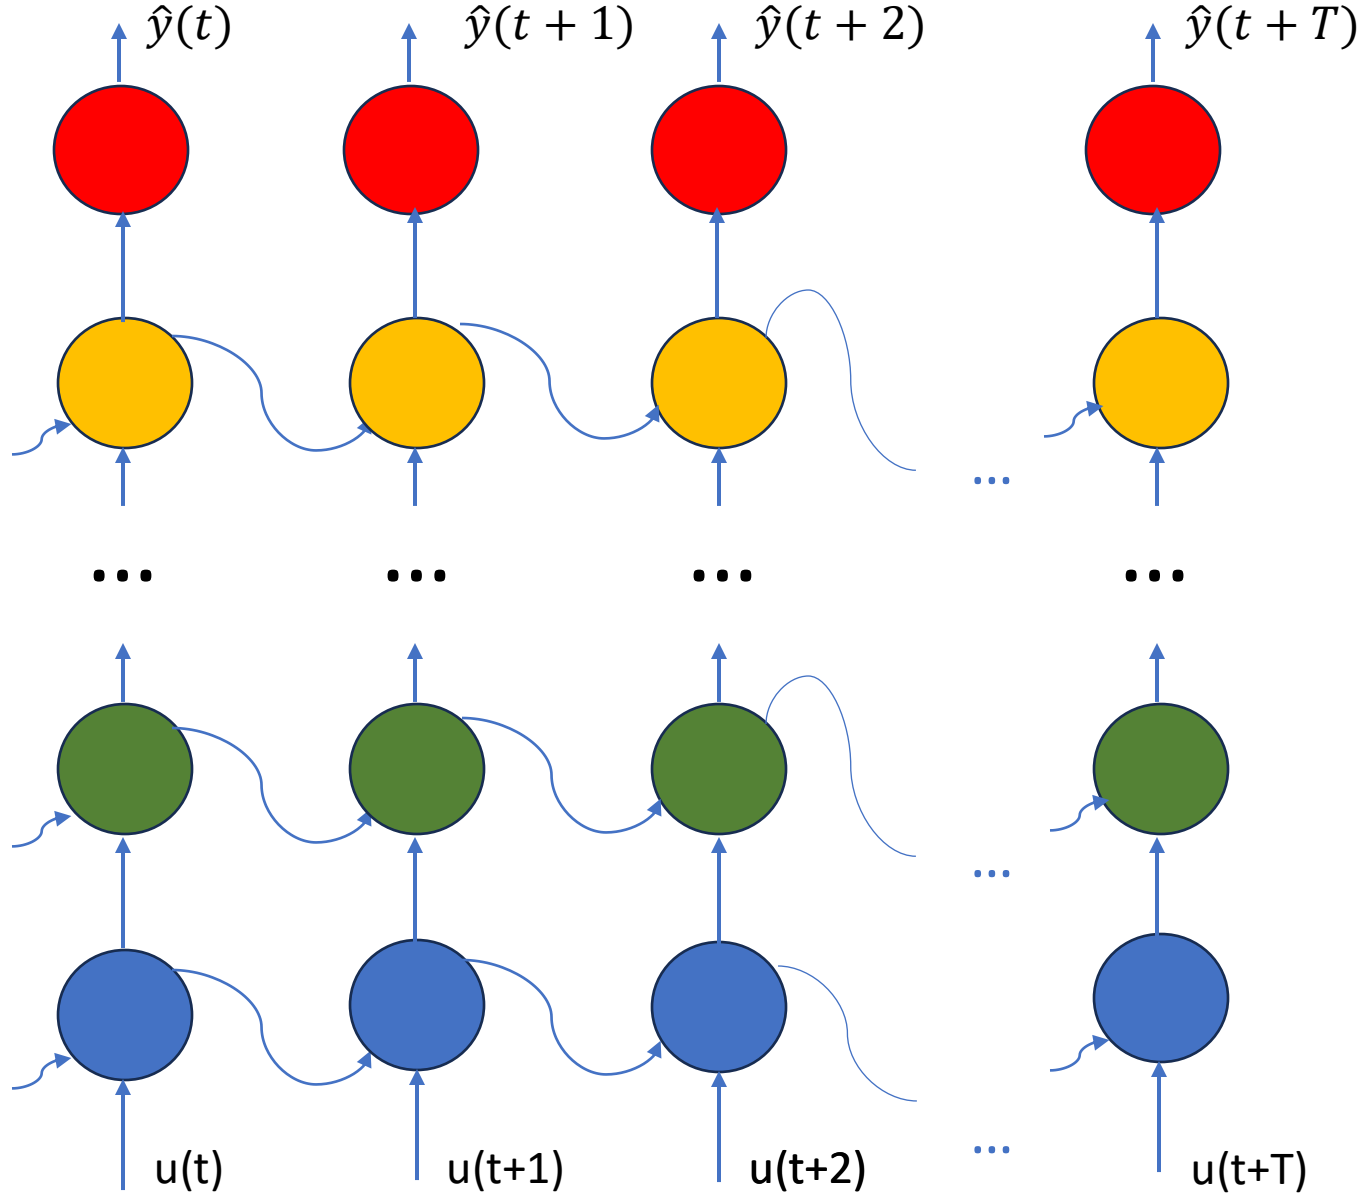 ŷ(t) ŷ(t + 1) ŷ(t + 2) ŷ(t + T)
...
... ... ... ...
...
u(t) u(t+1) u(t+2) ... u(t+T)